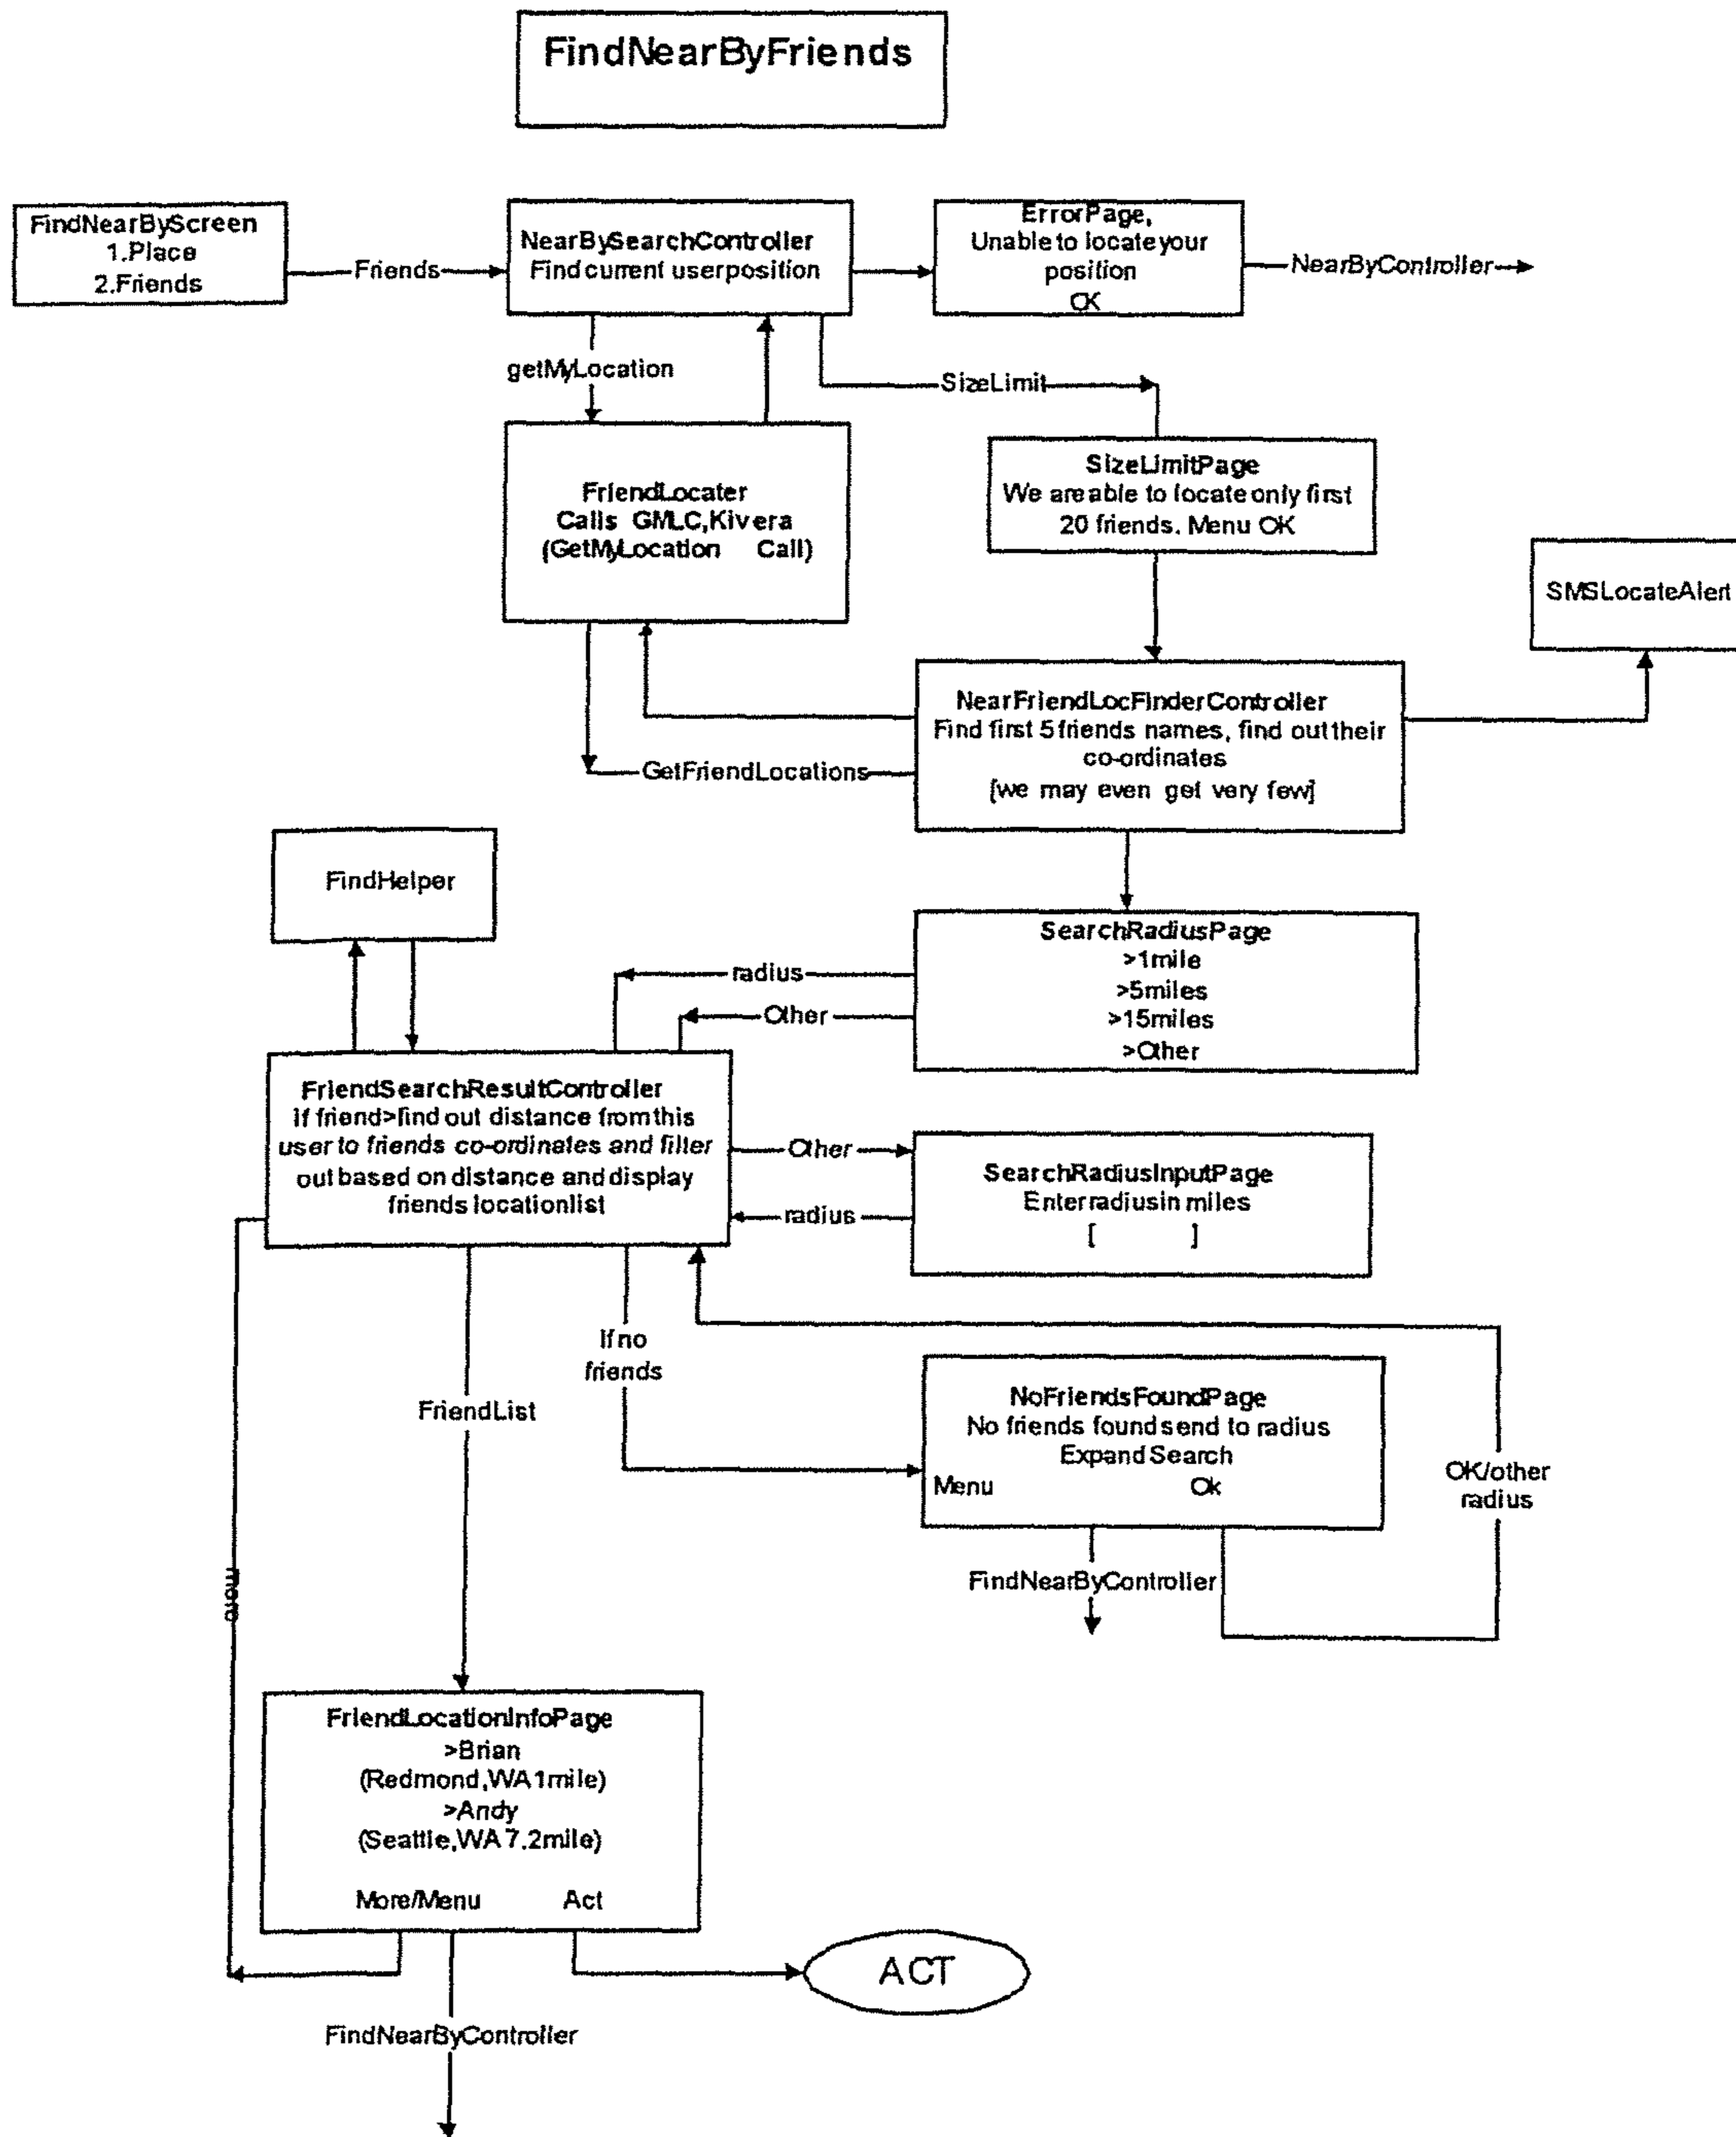 FindNearByFriends
FindNearByScreen
1.Place
2.Friends
Friends
NearBySearchController
Find current userposition
ErrorPage,
Unable to locate your
position
OK
NearByController
getMyLocation
SizeLimit
FriendLocater
Calls GMLC,Kivera
(GetMyLocation Call)
SizeLimitPage
We are able to locate only first
20 friends. Menu OK
SMSLocateAlert
NearFriendLocFinderController
Find first 5 friends names, find out their
co-ordinates
[we may even get very few]
GetFriendLocations
FindHelper
SearchRadiusPage
>1mile
>5miles
>15miles
>Other
radius
Other
FriendSearchResultController
If friend>find out distance from this
user to friends co-ordinates and filter
out based on distance and display
friends locationlist
Other
radius
SearchRadiusInputPage
Enter radius in miles
[ ]
If no
friends
FriendList
NoFriendsFoundPage
No friends found send to radius
Expand Search
Menu Ok
OK/other
radius
FindNearByController
more
FriendLocationInfoPage
>Brian
(Redmond,WA1mile)
>Andy
(Seattle,WA7.2mile)
More/Menu Act
ACT
FindNearByController